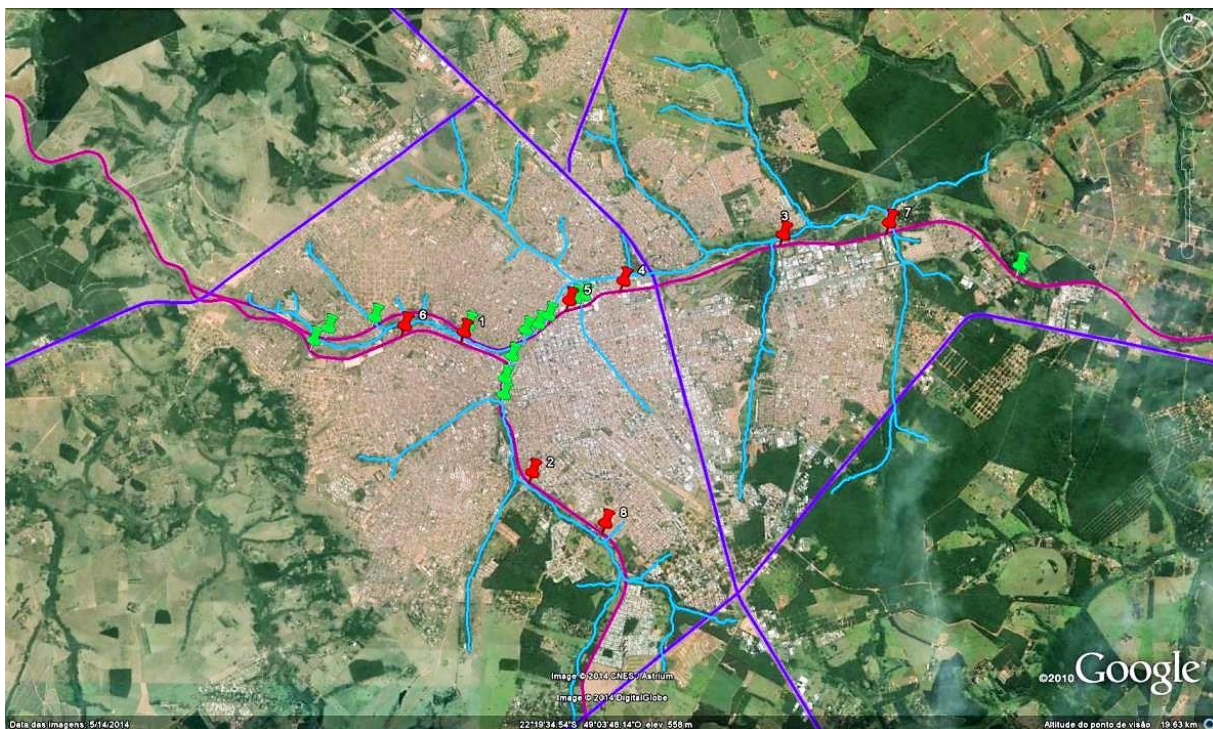 N
3
7
4
5
6
1
2
8
Image © 2014 CNES / Astrium
Image © 2014 DigitalGlobe
©2010 Google
Data das imagens: 5/14/2014
22°19'34.54"S 49°03'48.14"O elev 558 m
Altitude do ponto de visão 19.63 km